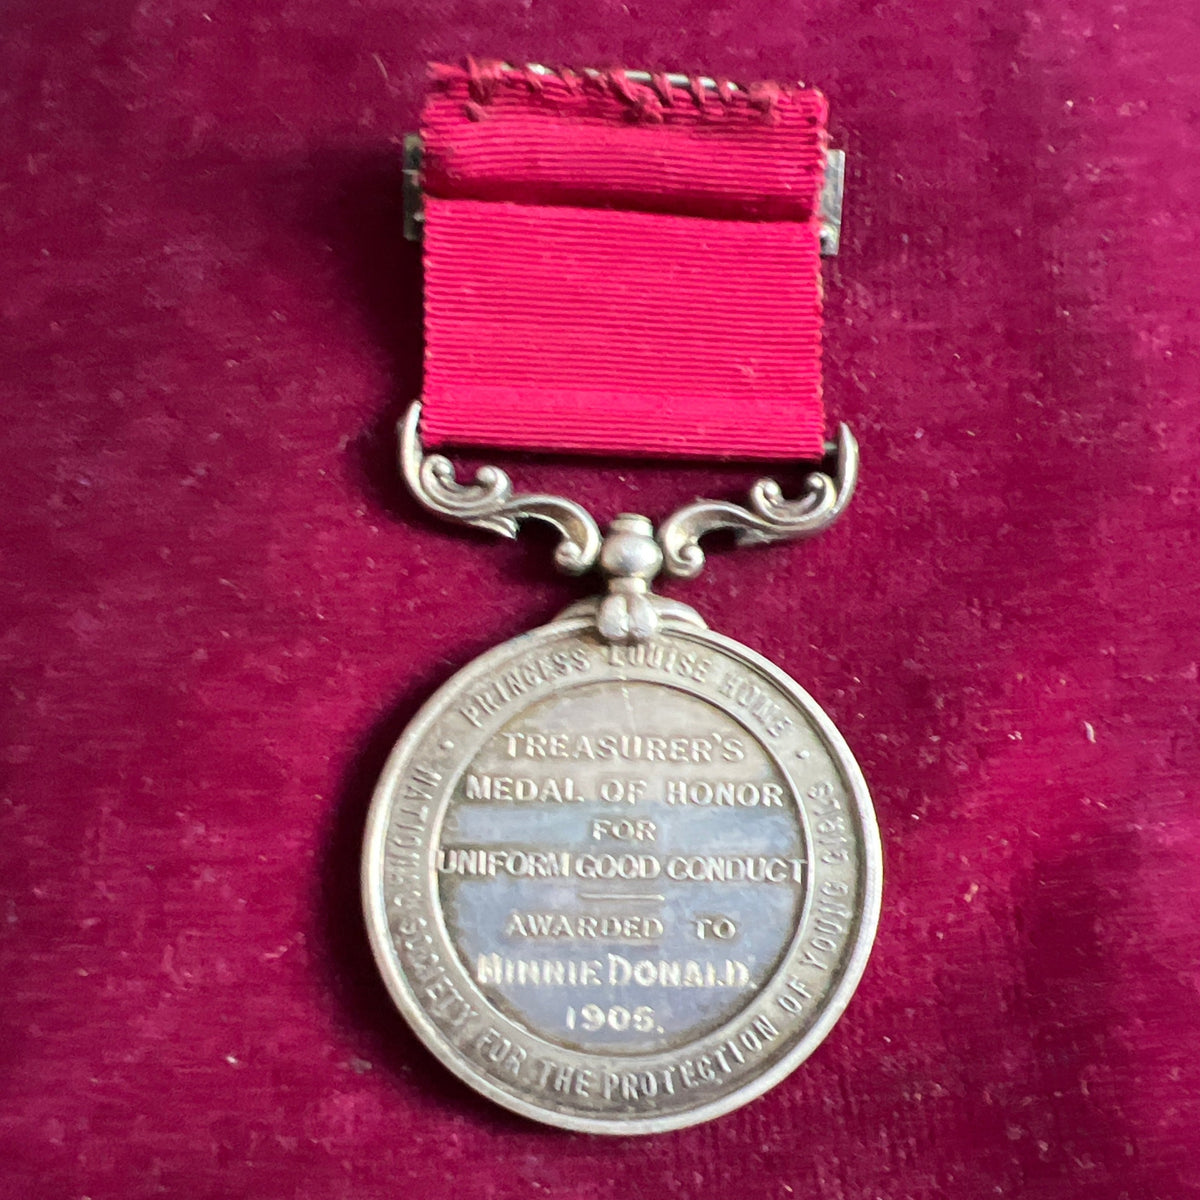 PRINCESS LOUISE HOME
NATIONAL SOCIETY FOR THE PROTECTION OF YOUNG GIRLS
TREASURER'S
MEDAL OF HONOR
FOR
UNIFORM GOOD CONDUCT
AWARDED TO
MINNIE DONALD.
1905.